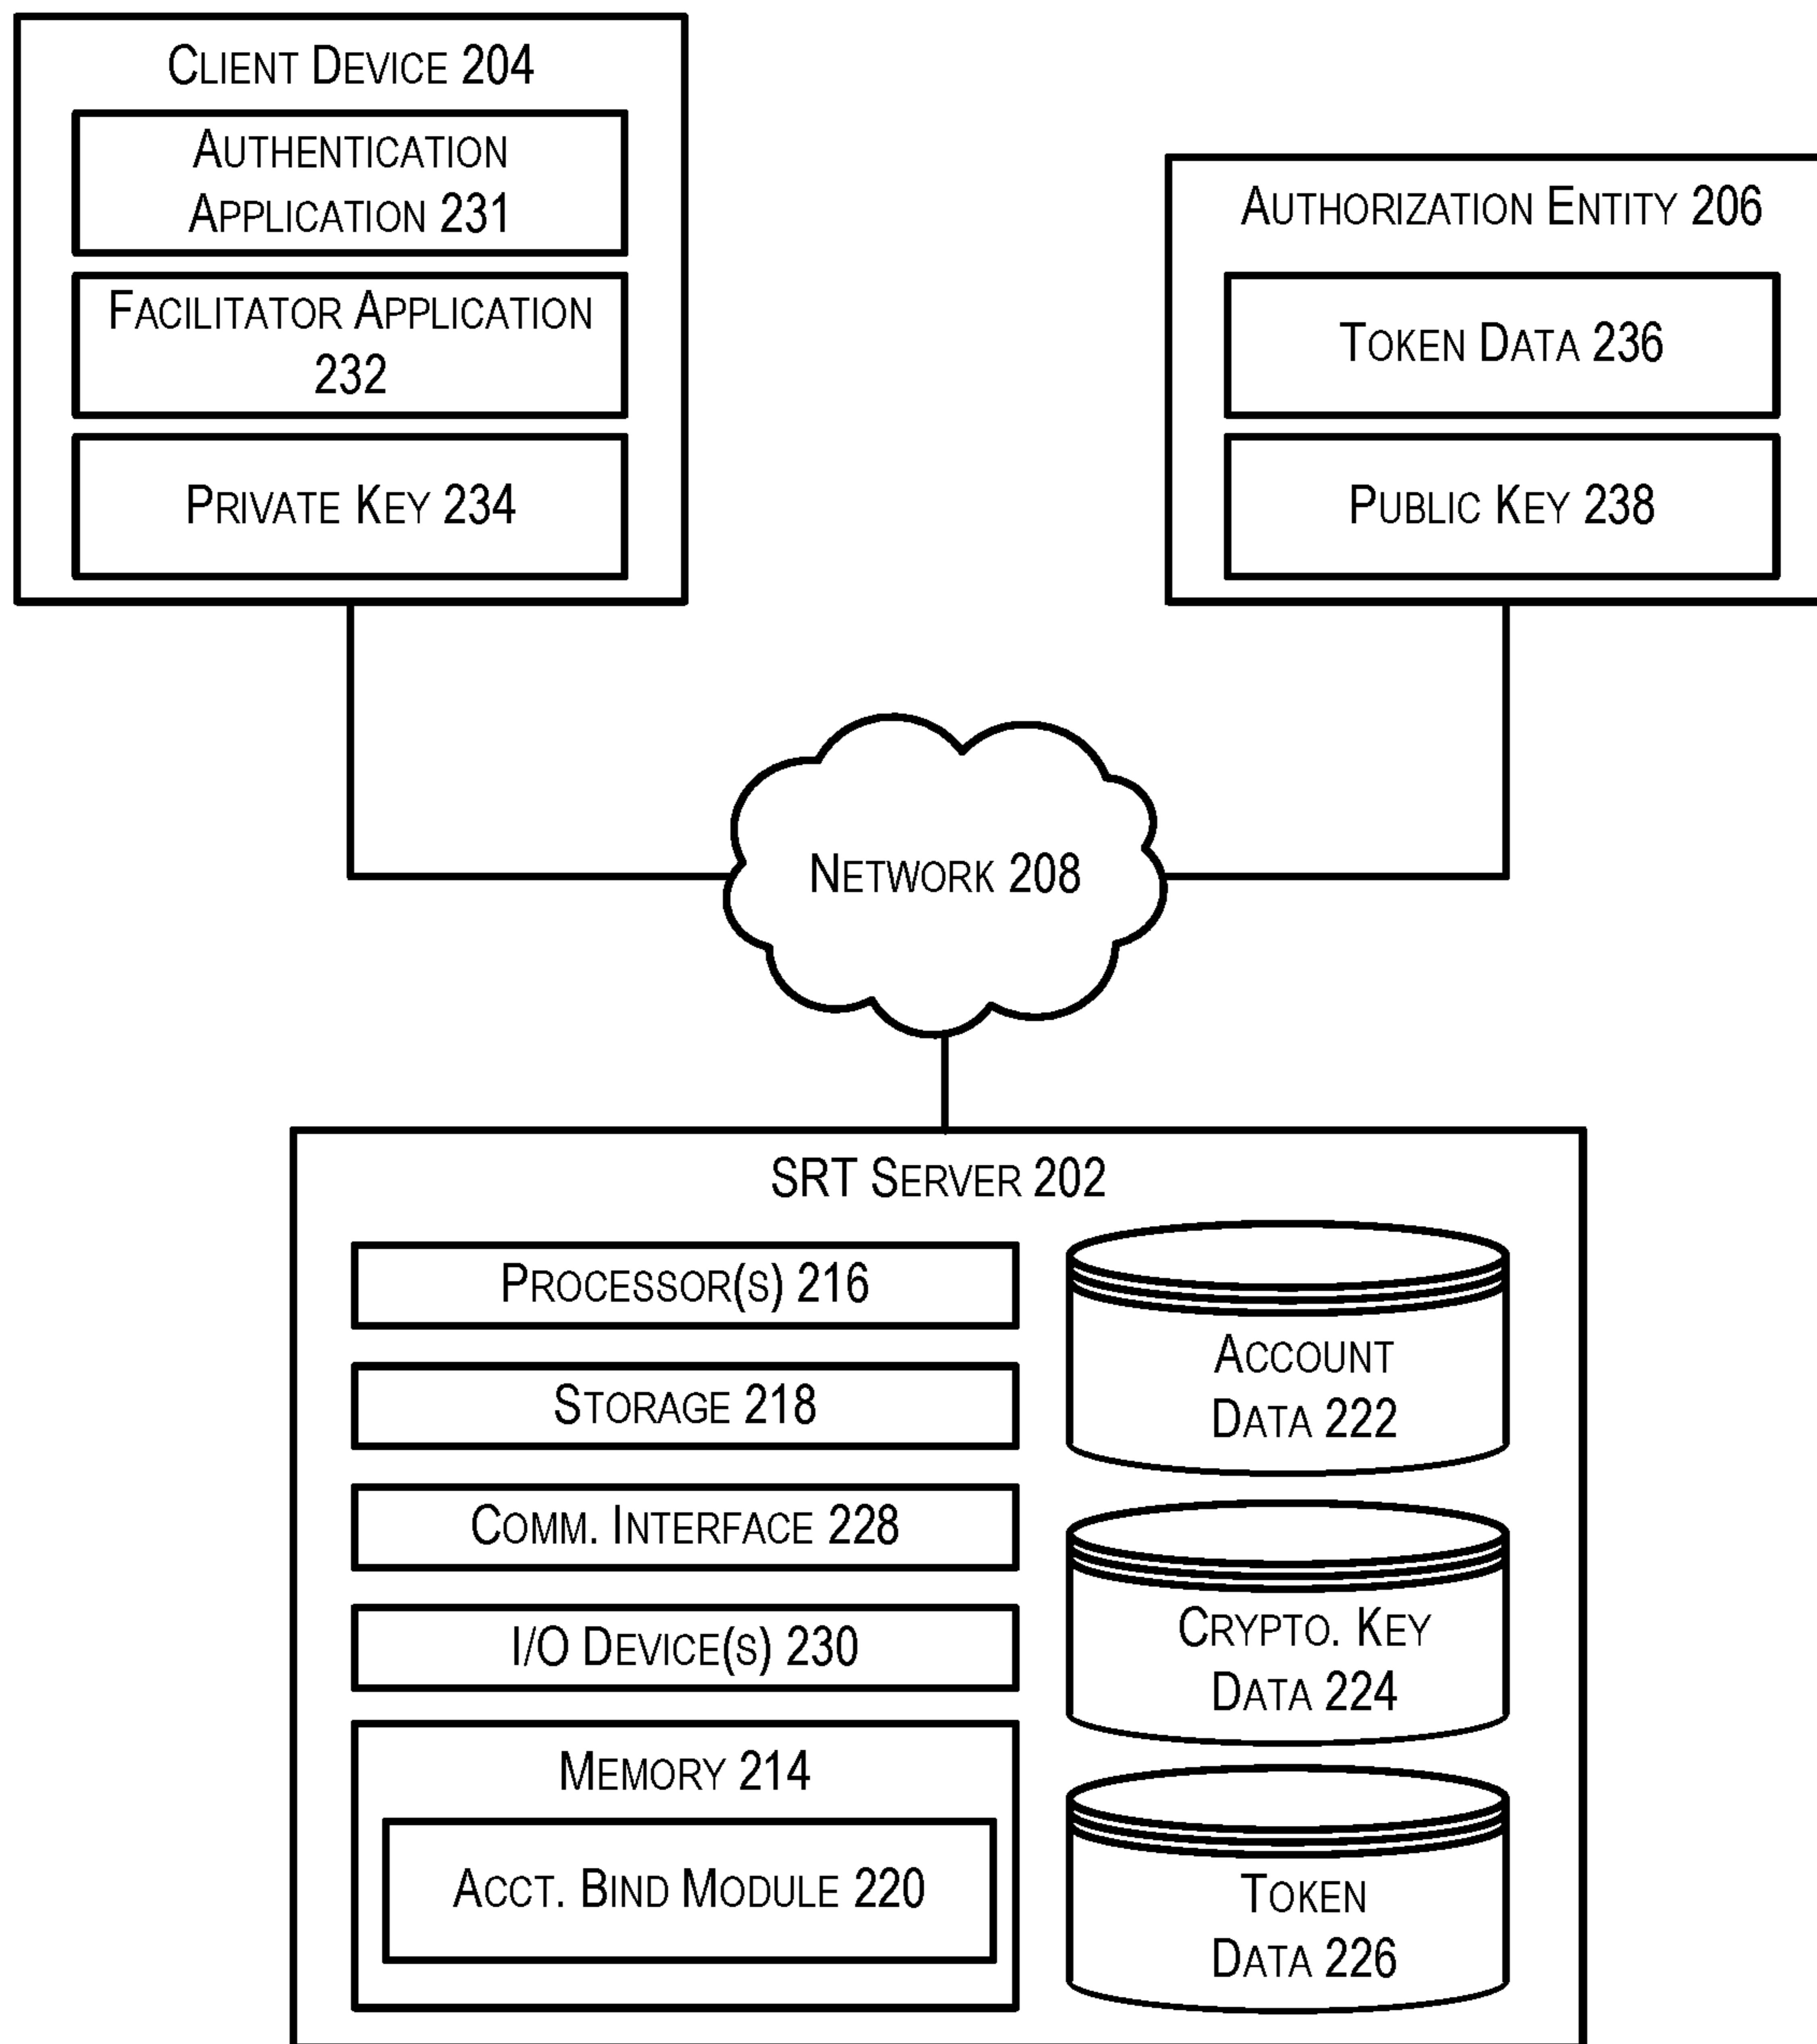 Client Device 204
Authentication
Application 231
Facilitator Application
232
Private Key 234
Authorization Entity 206
Token Data 236
Public Key 238
Network 208
SRT Server 202
Processor(s) 216
Storage 218
Comm. Interface 228
I/O Device(s) 230
Memory 214
Acct. Bind Module 220
Account
Data 222
Crypto. Key
Data 224
Token
Data 226